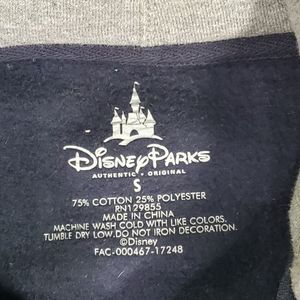 Disney Parks
AUTHENTIC • ORIGINAL
S
75% COTTON 25% POLYESTER
RN129855
MADE IN CHINA
MACHINE WASH COLD WITH LIKE COLORS.
TUMBLE DRY LOW.DO NOT IRON DECORATION.
©Disney
FAC-000467-17248